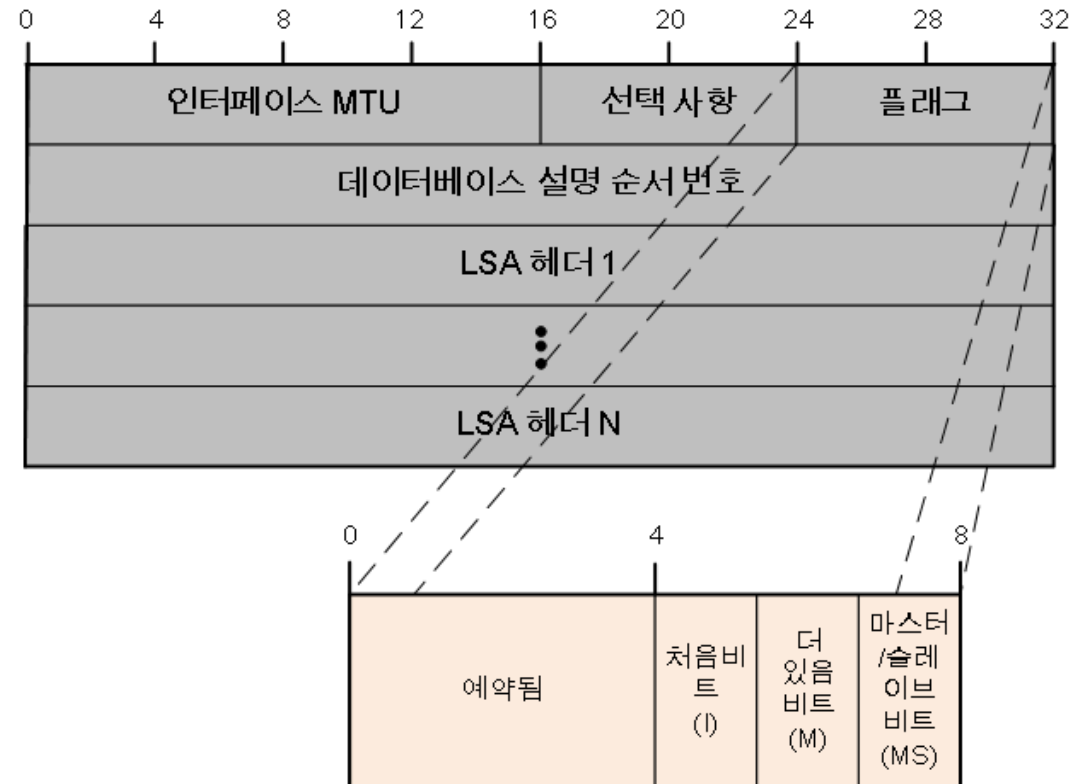 0 4 8 12 16 20 24 28 32
인터페이스 MTU 선택 사항 플래그
데이터베이스 설명 순서 번호
LSA 헤더 1
LSA 헤더 N
0 4 8
예약됨
처음비
트
(I)
더
있음
비트
(M)
마스터
/슬레
이브
비트
(MS)